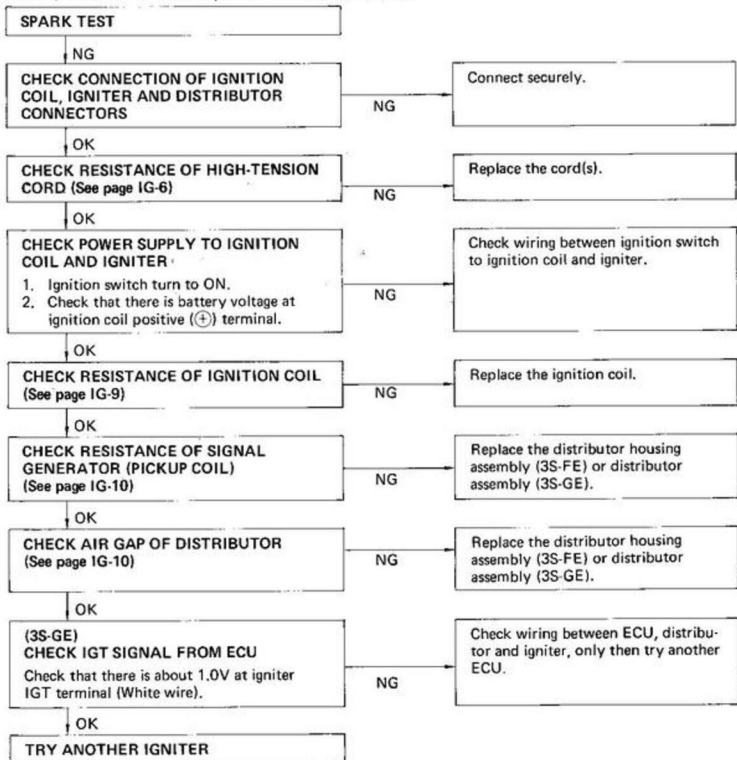 SPARK TEST
NG
CHECK CONNECTION OF IGNITION
COIL, IGNITER AND DISTRIBUTOR
CONNECTORS
NG
Connect securely.
OK
CHECK RESISTANCE OF HIGH-TENSION
CORD (See page IG-6)
NG
Replace the cord(s).
OK
CHECK POWER SUPPLY TO IGNITION
COIL AND IGNITER
1. Ignition switch turn to ON.
2. Check that there is battery voltage at
ignition coil positive (⊕) terminal.
NG
Check wiring between ignition switch
to ignition coil and igniter.
OK
CHECK RESISTANCE OF IGNITION COIL
(See page IG-9)
NG
Replace the ignition coil.
OK
CHECK RESISTANCE OF SIGNAL
GENERATOR (PICKUP COIL)
(See page IG-10)
NG
Replace the distributor housing
assembly (3S-FE) or distributor
assembly (3S-GE).
OK
CHECK AIR GAP OF DISTRIBUTOR
(See page IG-10)
NG
Replace the distributor housing
assembly (3S-FE) or distributor
assembly (3S-GE).
OK
(3S-GE)
CHECK IGT SIGNAL FROM ECU
Check that there is about 1.0V at igniter
IGT terminal (White wire).
NG
Check wiring between ECU, distribu-
tor and igniter, only then try another
ECU.
OK
TRY ANOTHER IGNITER